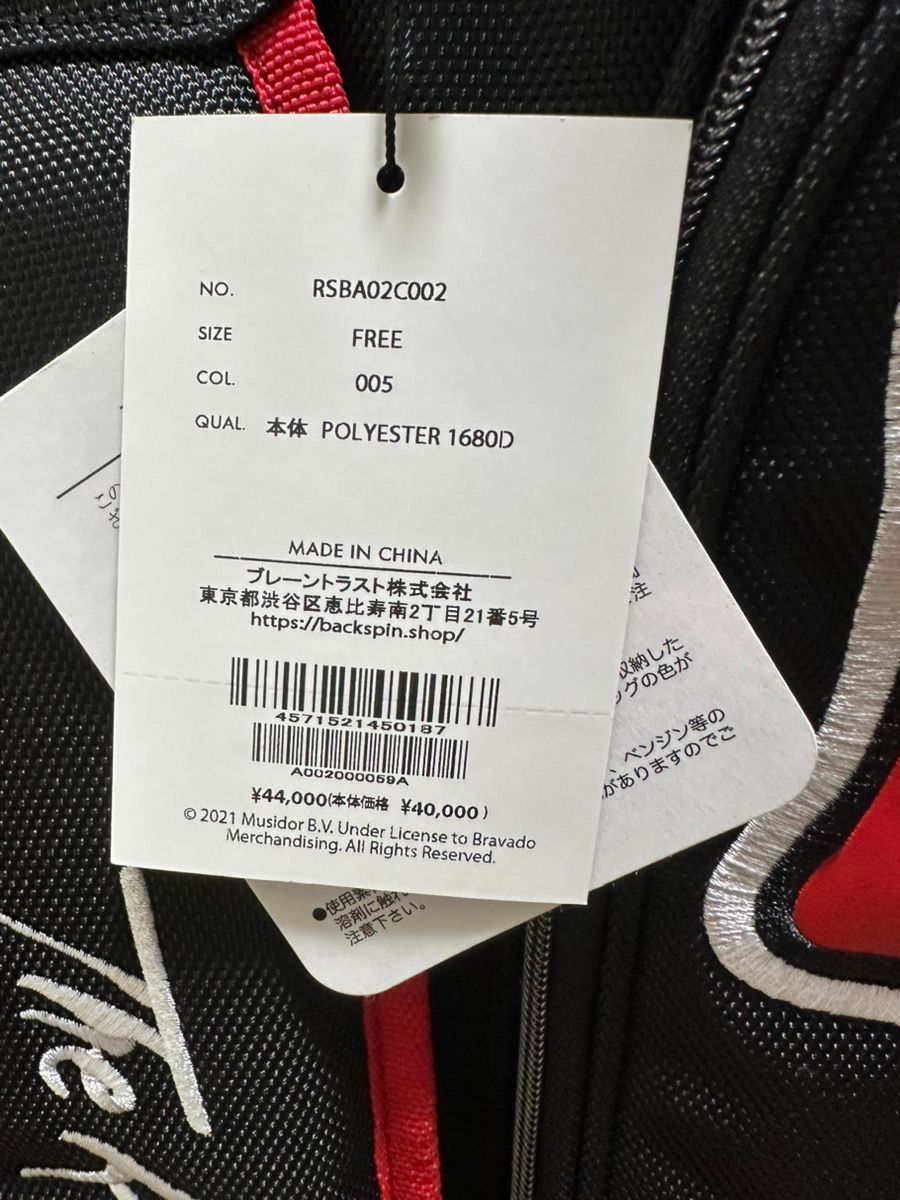 NO. RSBA02C002
SIZE FREE
COL. 005
QUAL. 本体 POLYESTER 1680D
MADE IN CHINA
ブレーントラスト株式会社
東京都渋谷区恵比寿南2丁目21番5号
https://backspin.shop/
4571521450187
A002000059A
¥44,000(本体価格 ¥40,000)
© 2021 Musidor B.V. Under License to Bravado
Merchandising. All Rights Reserved.
収納した
ッグの色が
、ベンジン等の
がありますのでご
●使用薬
溶剤に触れ
注意下さい。
The